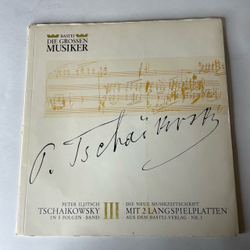 BASTEI
DIE GROSSEN
MUSIKER
P. Tschaïkovsky
PETER ILJITSCH
TSCHAIKOWSKY
IN 3 FOLGEN · BAND
III
DIE NEUE MUSIKZEITSCHRIFT
MIT 2 LANGSPIELPLATTEN
AUS DEM BASTEI-VERLAG · NR. 5